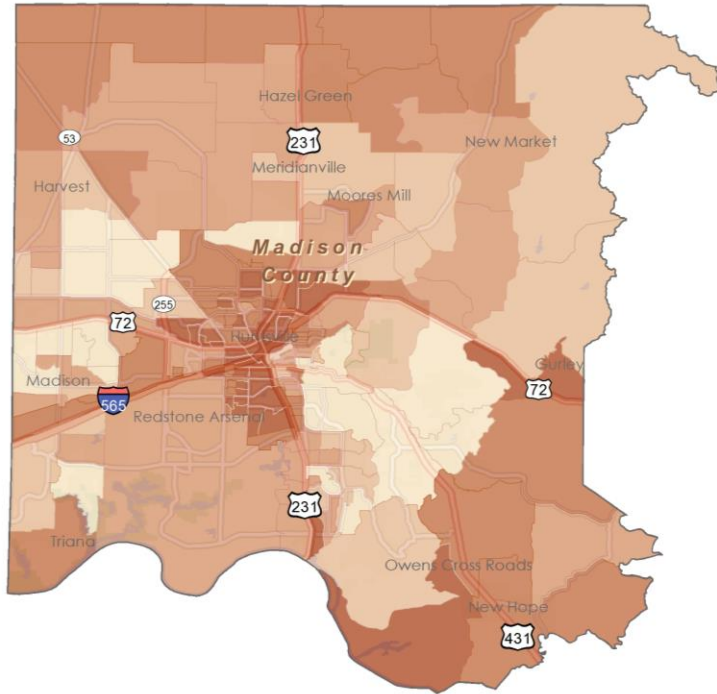 Hazel Green
53
231
New Market
Meridianville
Harvest
Moores Mill
Madison
County
255
72
Huntsville
Gurley
Madison
72
565
Redstone Arsenal
231
Triana
Owens Cross Roads
New Hope
431